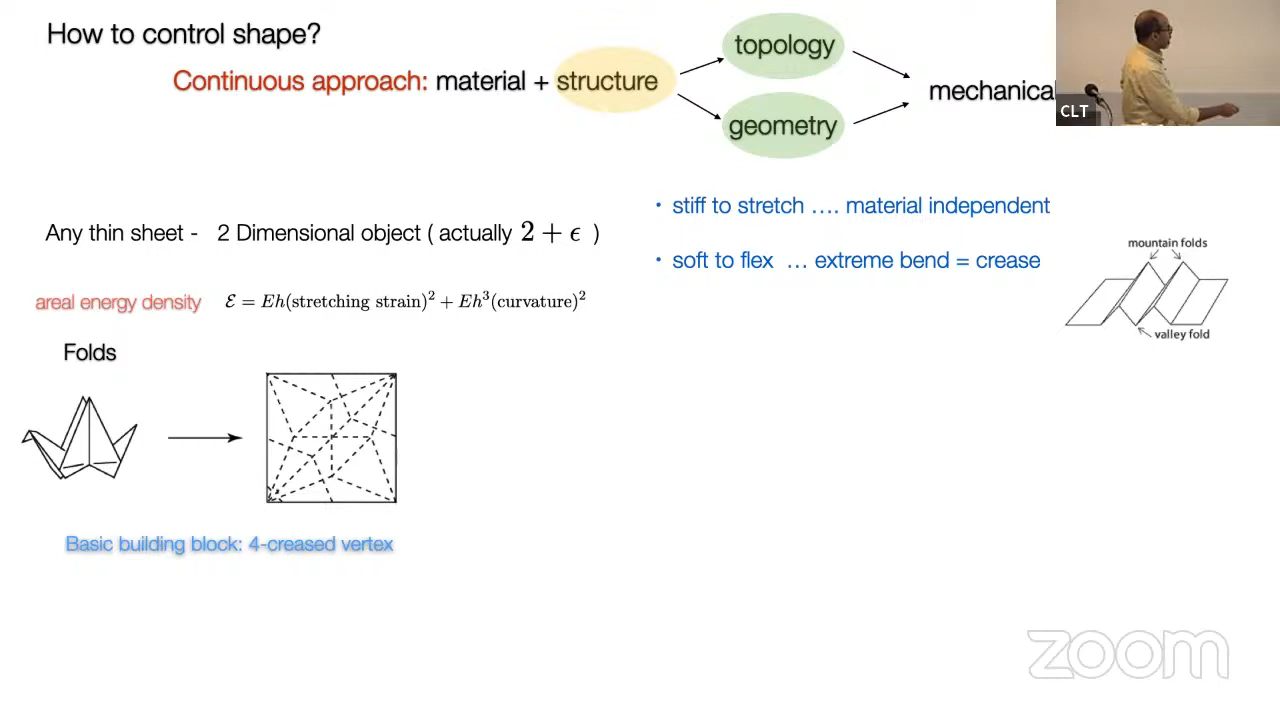 How to control shape?
Continuous approach: material + structure
topology
geometry
mechanical
CLT
Any thin sheet - 2 Dimensional object ( actually 2 + ϵ )
• stiff to stretch …. material independent
• soft to flex … extreme bend = crease
mountain folds
valley fold
areal energy density ℰ = Eh(stretching strain)² + Eh³(curvature)²
Folds
Basic building block: 4-creased vertex
zoom